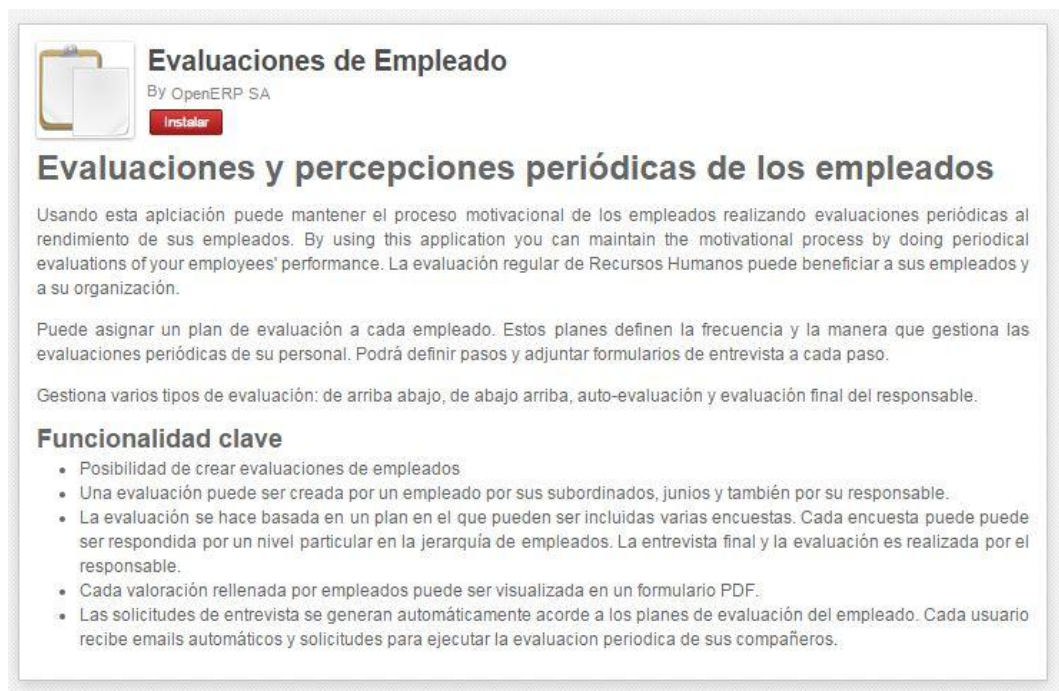 Evaluaciones de Empleado
By OpenERP SA
Instalar
Evaluaciones y percepciones periódicas de los empleados
Usando esta aplciación puede mantener el proceso motivacional de los empleados realizando evaluaciones periódicas al
rendimiento de sus empleados. By using this application you can maintain the motivational process by doing periodical
evaluations of your employees' performance. La evaluación regular de Recursos Humanos puede beneficiar a sus empleados y
a su organización.
Puede asignar un plan de evaluación a cada empleado. Estos planes definen la frecuencia y la manera que gestiona las
evaluaciones periódicas de su personal. Podrá definir pasos y adjuntar formularios de entrevista a cada paso.
Gestiona varios tipos de evaluación: de arriba abajo, de abajo arriba, auto-evaluación y evaluación final del responsable.
Funcionalidad clave
• Posibilidad de crear evaluaciones de empleados
• Una evaluación puede ser creada por un empleado por sus subordinados, junios y también por su responsable.
• La evaluación se hace basada en un plan en el que pueden ser incluidas varias encuestas. Cada encuesta puede puede
ser respondida por un nivel particular en la jerarquía de empleados. La entrevista final y la evaluación es realizada por el
responsable.
• Cada valoración rellenada por empleados puede ser visualizada en un formulario PDF.
• Las solicitudes de entrevista se generan automáticamente acorde a los planes de evaluación del empleado. Cada usuario
recibe emails automáticos y solicitudes para ejecutar la evaluacion periodica de sus compañeros.